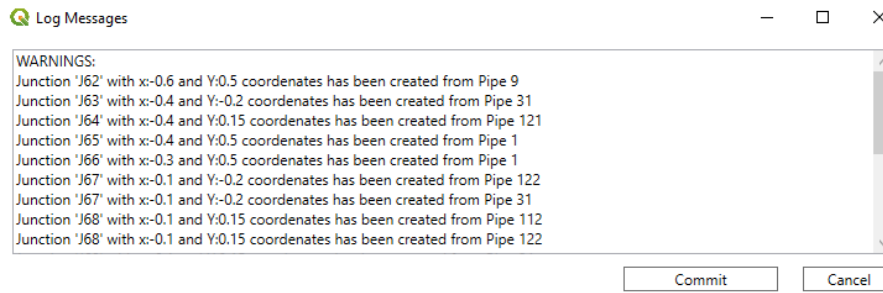 Log Messages
WARNINGS:
Junction 'J62' with x:-0.6 and Y:0.5 coordenates has been created from Pipe 9
Junction 'J63' with x:-0.4 and Y:-0.2 coordenates has been created from Pipe 31
Junction 'J64' with x:-0.4 and Y:0.15 coordenates has been created from Pipe 121
Junction 'J65' with x:-0.4 and Y:0.5 coordenates has been created from Pipe 1
Junction 'J66' with x:-0.3 and Y:0.5 coordenates has been created from Pipe 1
Junction 'J67' with x:-0.1 and Y:-0.2 coordenates has been created from Pipe 122
Junction 'J67' with x:-0.1 and Y:-0.2 coordenates has been created from Pipe 31
Junction 'J68' with x:-0.1 and Y:0.15 coordenates has been created from Pipe 112
Junction 'J68' with x:-0.1 and Y:0.15 coordenates has been created from Pipe 122
Commit
Cancel